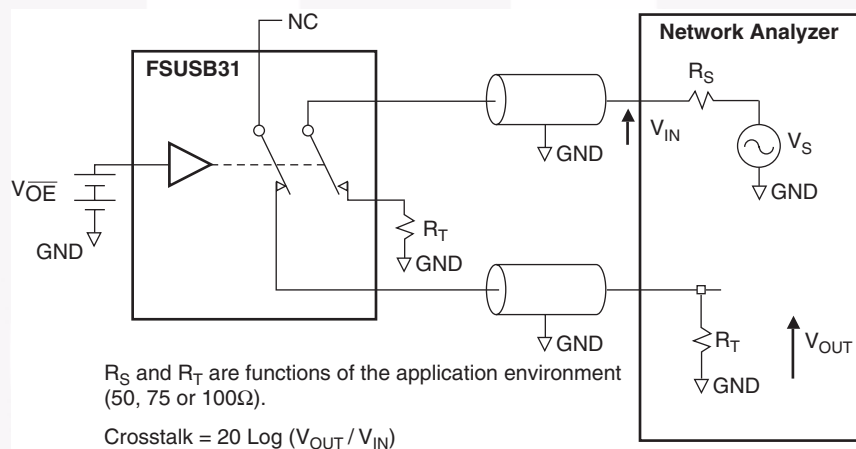 NC
Network Analyzer
FSUSB31
R_S
V_IN
V_S
GND
GND
V_OE̅
R_T
GND
GND
GND
R_T
V_OUT
GND
R_S and R_T are functions of the application environment
(50, 75 or 100Ω).
Crosstalk = 20 Log (V_OUT / V_IN)